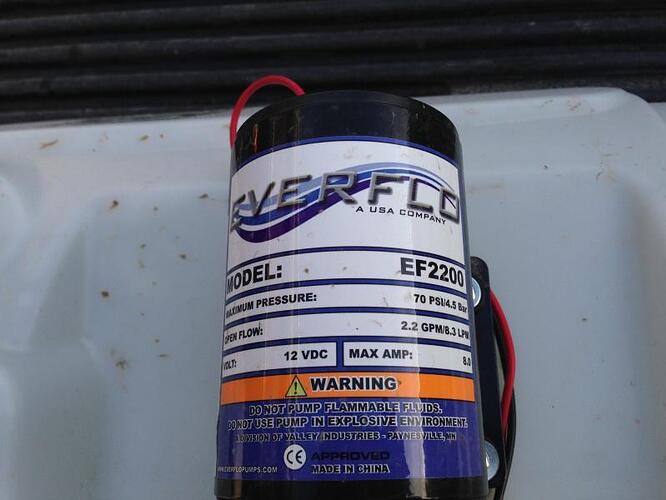 EVERFLO
A USA COMPANY
MODEL: EF2200
MAXIMUM PRESSURE: 70 PSI/4.5 Bar
OPEN FLOW: 2.2 GPM/8.3 LPM
VOLT: 12 VDC MAX AMP: 8.0
WARNING
DO NOT PUMP FLAMMABLE FLUIDS.
DO NOT USE PUMP IN EXPLOSIVE ENVIRONMENT.
A DIVISION OF VALLEY INDUSTRIES - PAYNESVILLE, MN
CE APPROVED
WWW.EVERFLOPUMPS.COM MADE IN CHINA